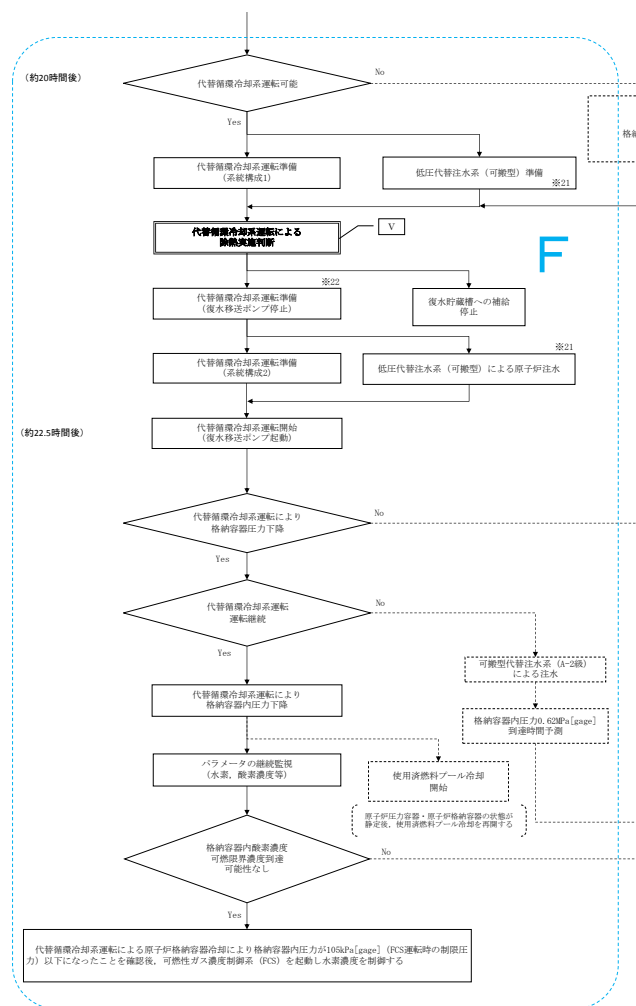 (約20時間後)
代替循環冷却系運転可能
No
Yes
格納
代替循環冷却系運転準備
(系統構成1)
低圧代替注水系(可搬型)準備
※21
代替循環冷却系運転による
除熱実施判断
V
F
※22
代替循環冷却系運転準備
(復水移送ポンプ停止)
復水貯蔵槽への補給
停止
※21
代替循環冷却系運転準備
(系統構成2)
低圧代替注水系(可搬型)による原子炉注水
(約22.5時間後)
代替循環冷却系運転開始
(復水移送ポンプ起動)
代替循環冷却系運転により
格納容器圧力下降
No
Yes
代替循環冷却系運転
運転継続
No
Yes
可搬型代替注水系(A-2級)
による注水
代替循環冷却系運転により
格納容器内圧力下降
格納容器内圧力0.62MPa[gage]
到達時間予測
パラメータの継続監視
(水素,酸素濃度等)
使用済燃料プール冷却
開始
原子炉圧力容器・原子炉格納容器の状態が
静定後,使用済燃料プール冷却を再開する
格納容器内酸素濃度
可燃限界濃度到達
可能性なし
No
Yes
代替循環冷却系運転による原子炉格納容器冷却により格納容器内圧力が105kPa[gage](FCS運転時の制限圧
力)以下になったことを確認後,可燃性ガス濃度制御系(FCS)を起動し水素濃度を制御する